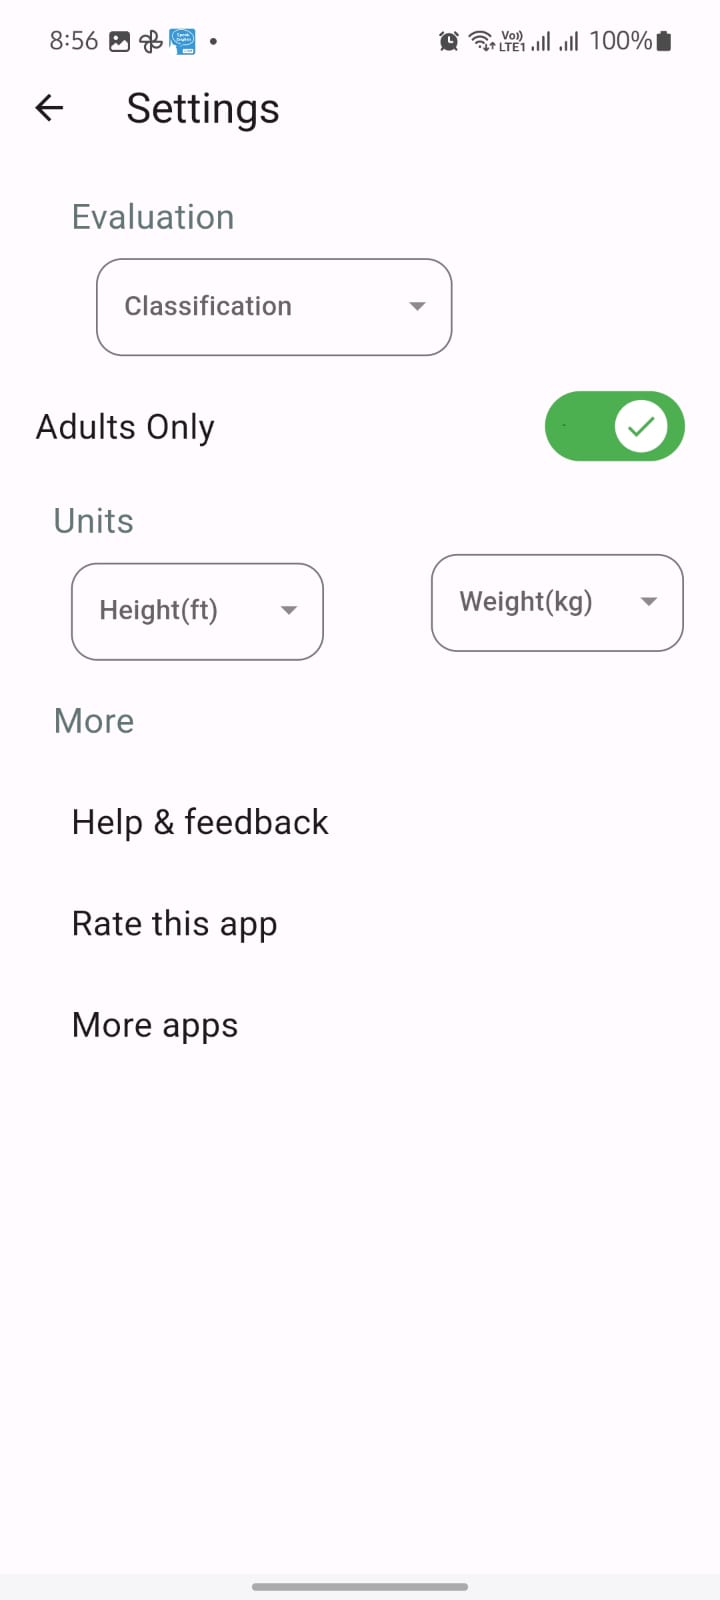 8:56
Vo)) LTE1 100%
Settings
Evaluation
Classification
Adults Only
Units
Height(ft)
Weight(kg)
More
Help & feedback
Rate this app
More apps